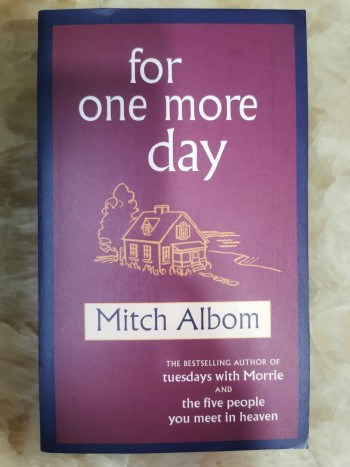 for
one more
day
Mitch Albom
THE BESTSELLING AUTHOR OF
tuesdays with Morrie
AND
the five people
you meet in heaven